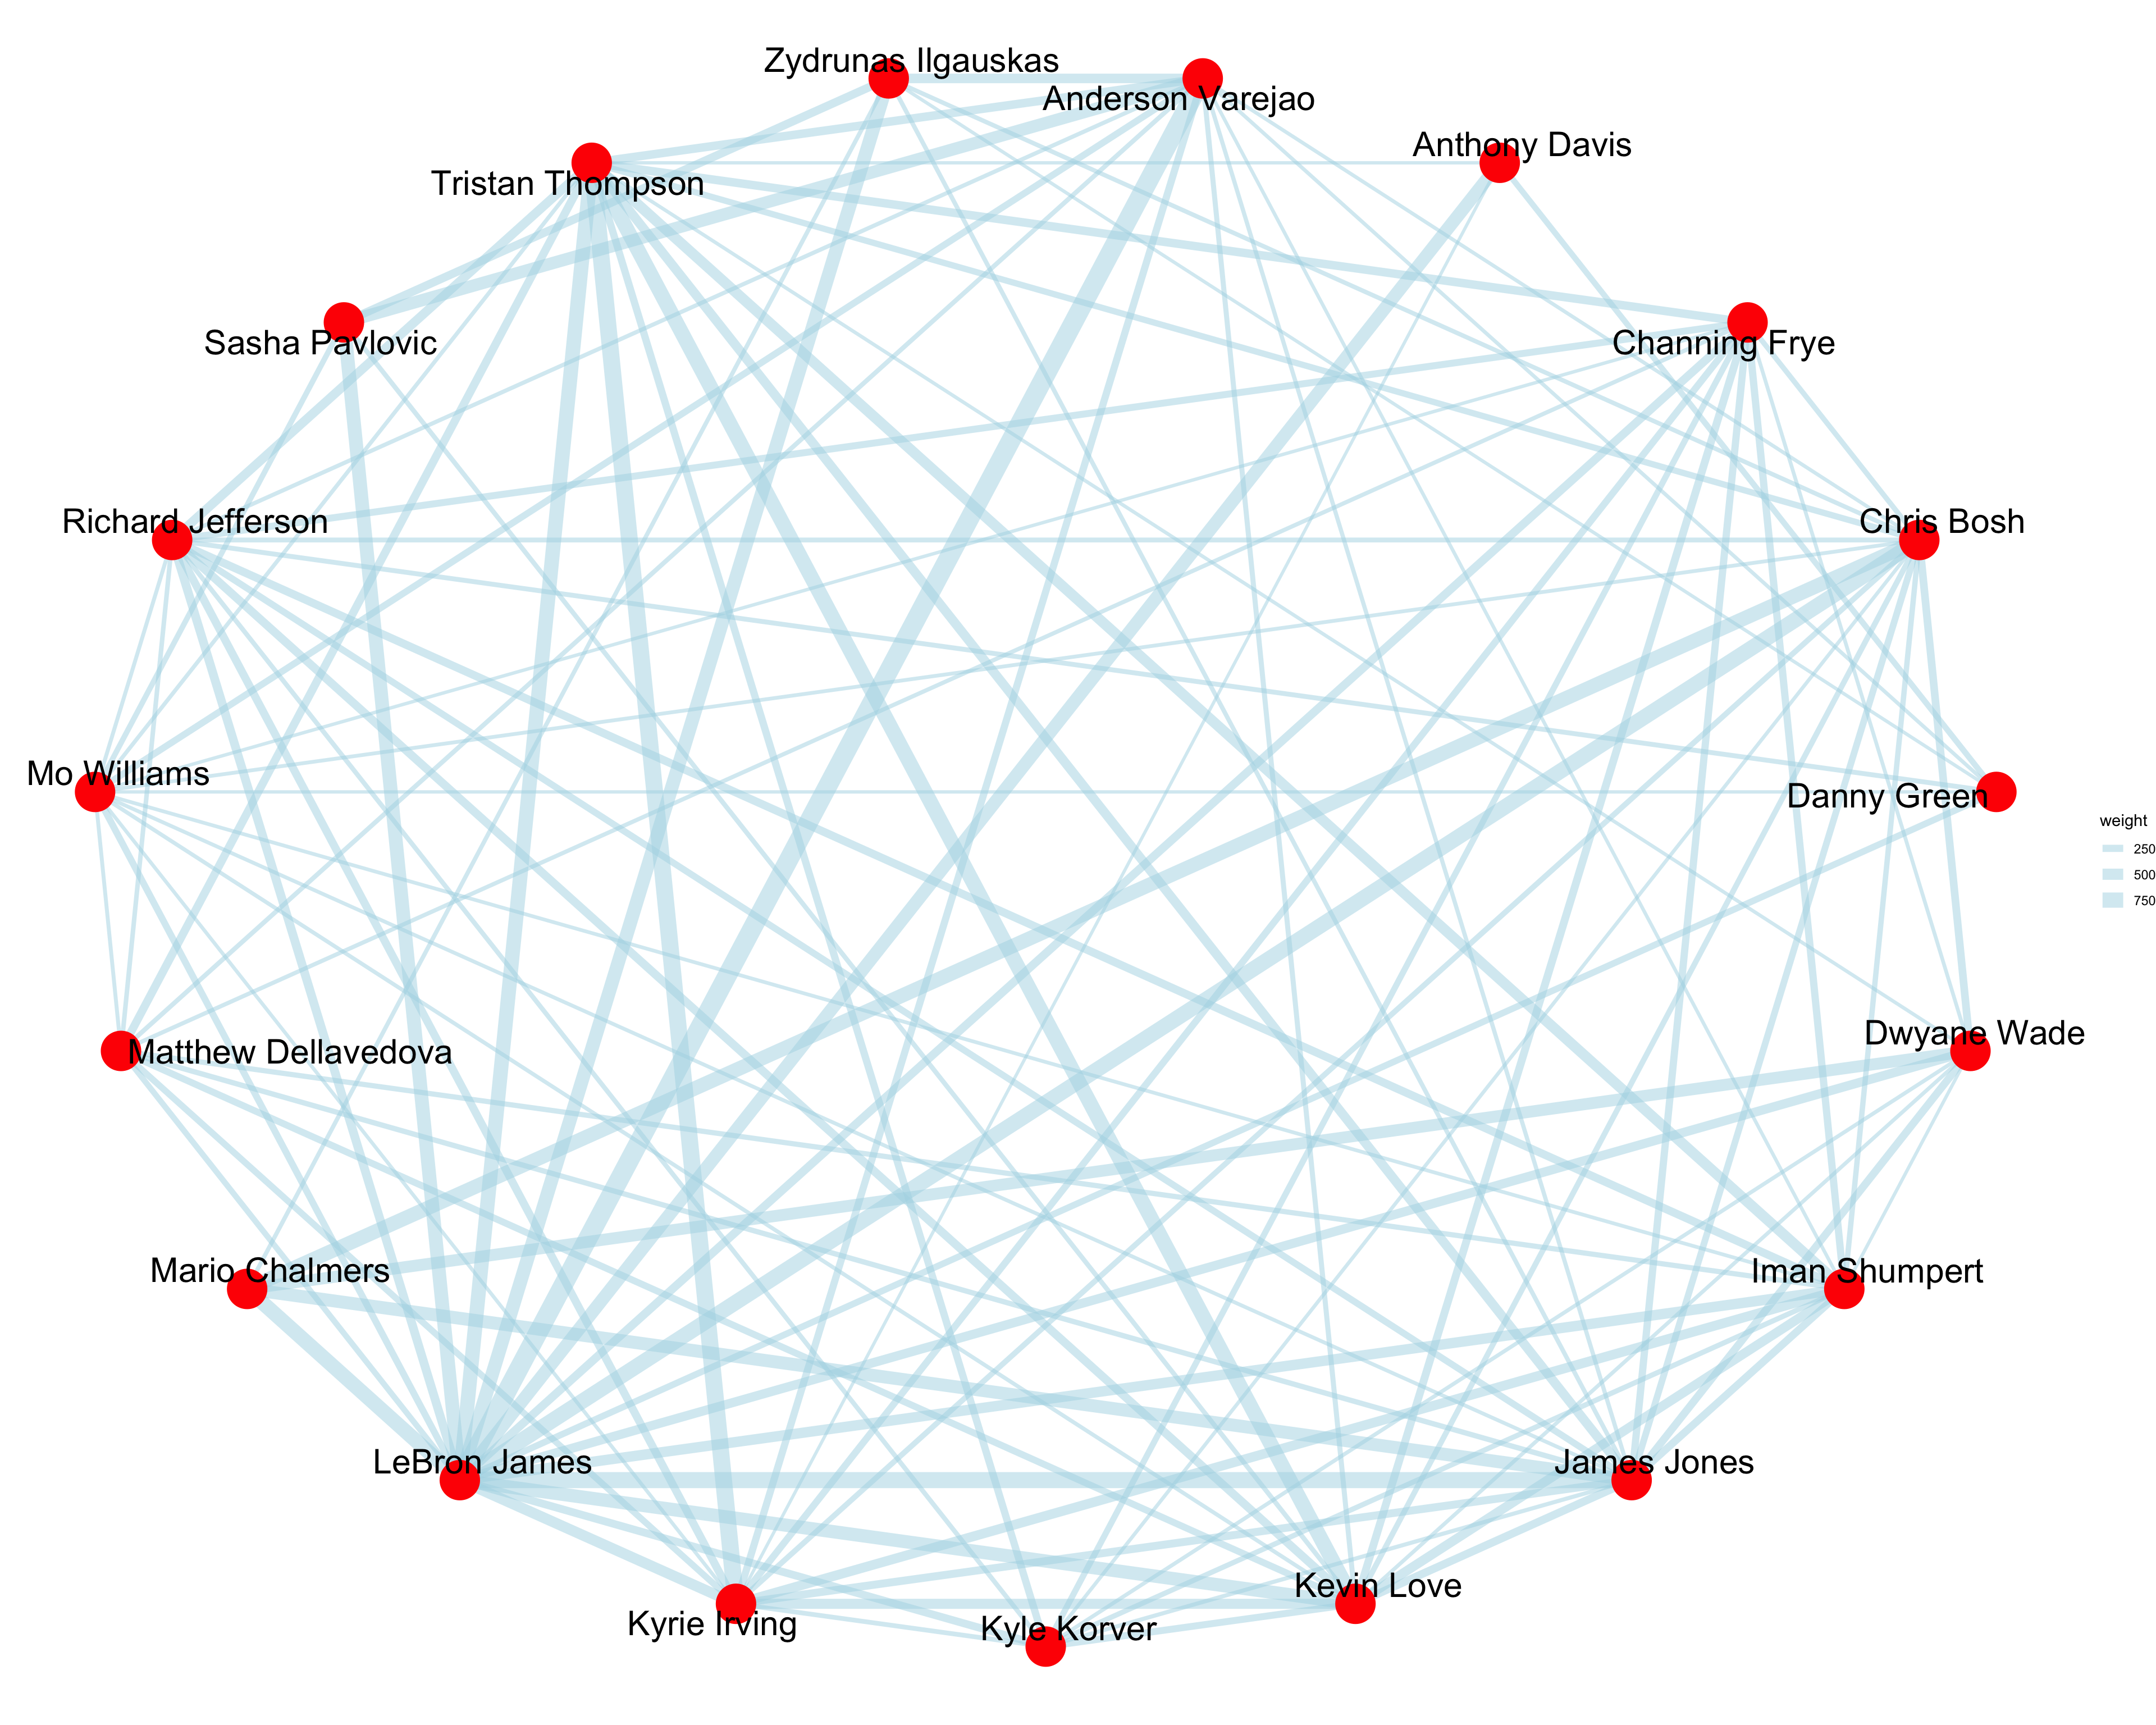 Zydrunas Ilgauskas
Anderson Varejao
Anthony Davis
Tristan Thompson
Sasha Pavlovic
Channing Frye
Richard Jefferson
Chris Bosh
Mo Williams
Danny Green
weight
250
500
750
Dwyane Wade
Matthew Dellavedova
Mario Chalmers
Iman Shumpert
LeBron James
James Jones
Kevin Love
Kyrie Irving
Kyle Korver